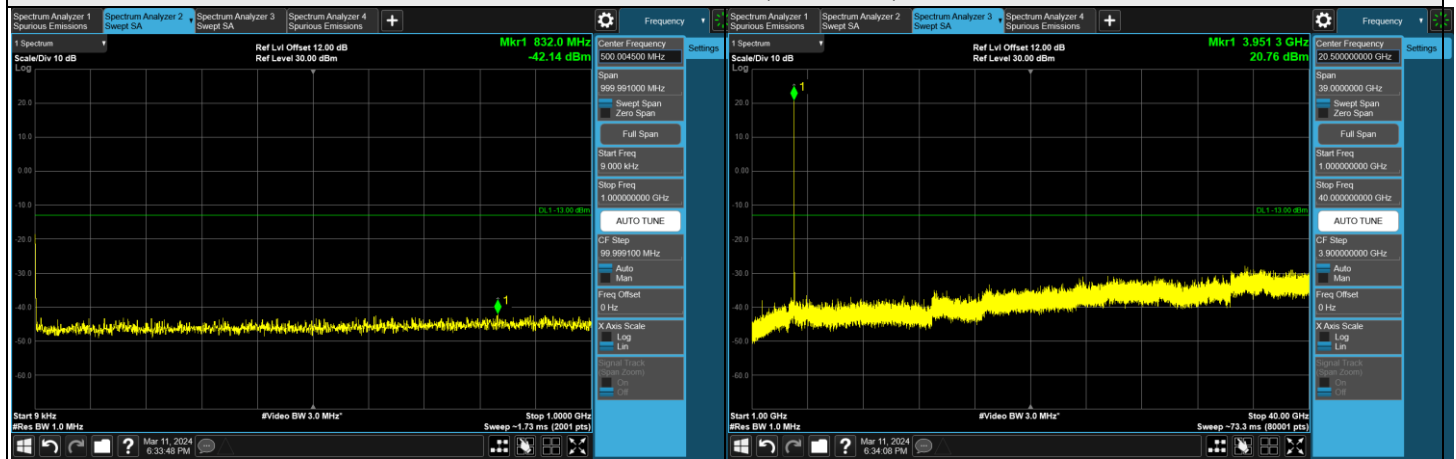 Spectrum Analyzer 1
Spurious Emissions
Spectrum Analyzer 2
Swept SA
Spectrum Analyzer 3
Swept SA
Spectrum Analyzer 4
Swept SA
+
Frequency
1 Spectrum
Scale/Div 10 dB
Log
Ref Lvl Offset 12.00 dB
Ref Level 30.00 dBm
Mkr1 832.0 MHz
-42.14 dBm
1
20.0
10.0
0.00
-10.0
-20.0
-30.0
-40.0
-50.0
-60.0
DL1 -13.00 dBm
1
Start 9 kHz
#Res BW 1.0 MHz
#Video BW 3.0 MHz*
Stop 1.0000 GHz
Sweep ~1.73 ms (2001 pts)
Center Frequency
500.004500 MHz
Settings
Span
999.991000 MHz
Swept Span
Zero Span
Full Span
Start Freq
9.000 kHz
Stop Freq
1.000000000 GHz
AUTO TUNE
CF Step
99.999100 MHz
Auto
Man
Freq Offset
0 Hz
X Axis Scale
Log
Lin
Signal Track
(Span Zoom)
On
Off
?
Mar 11, 2024
6:33:48 PM
Spectrum Analyzer 1
Spurious Emissions
Spectrum Analyzer 2
Swept SA
Spectrum Analyzer 3
Swept SA
Spectrum Analyzer 4
Swept SA
+
Frequency
1 Spectrum
Scale/Div 10 dB
Log
Ref Lvl Offset 12.00 dB
Ref Level 30.00 dBm
Mkr1 3.951 3 GHz
20.76 dBm
1
20.0
10.0
0.00
-10.0
-20.0
-30.0
-40.0
-50.0
-60.0
DL1 -13.00 dBm
Start 1.00 GHz
#Res BW 1.0 MHz
#Video BW 3.0 MHz*
Stop 40.00 GHz
Sweep ~73.3 ms (80001 pts)
Center Frequency
20.500000000 GHz
Settings
Span
39.0000000 GHz
Swept Span
Zero Span
Full Span
Start Freq
1.000000000 GHz
Stop Freq
40.000000000 GHz
AUTO TUNE
CF Step
3.900000000 GHz
Auto
Man
Freq Offset
0 Hz
X Axis Scale
Log
Lin
Signal Track
(Span Zoom)
On
Off
?
Mar 11, 2024
6:34:08 PM